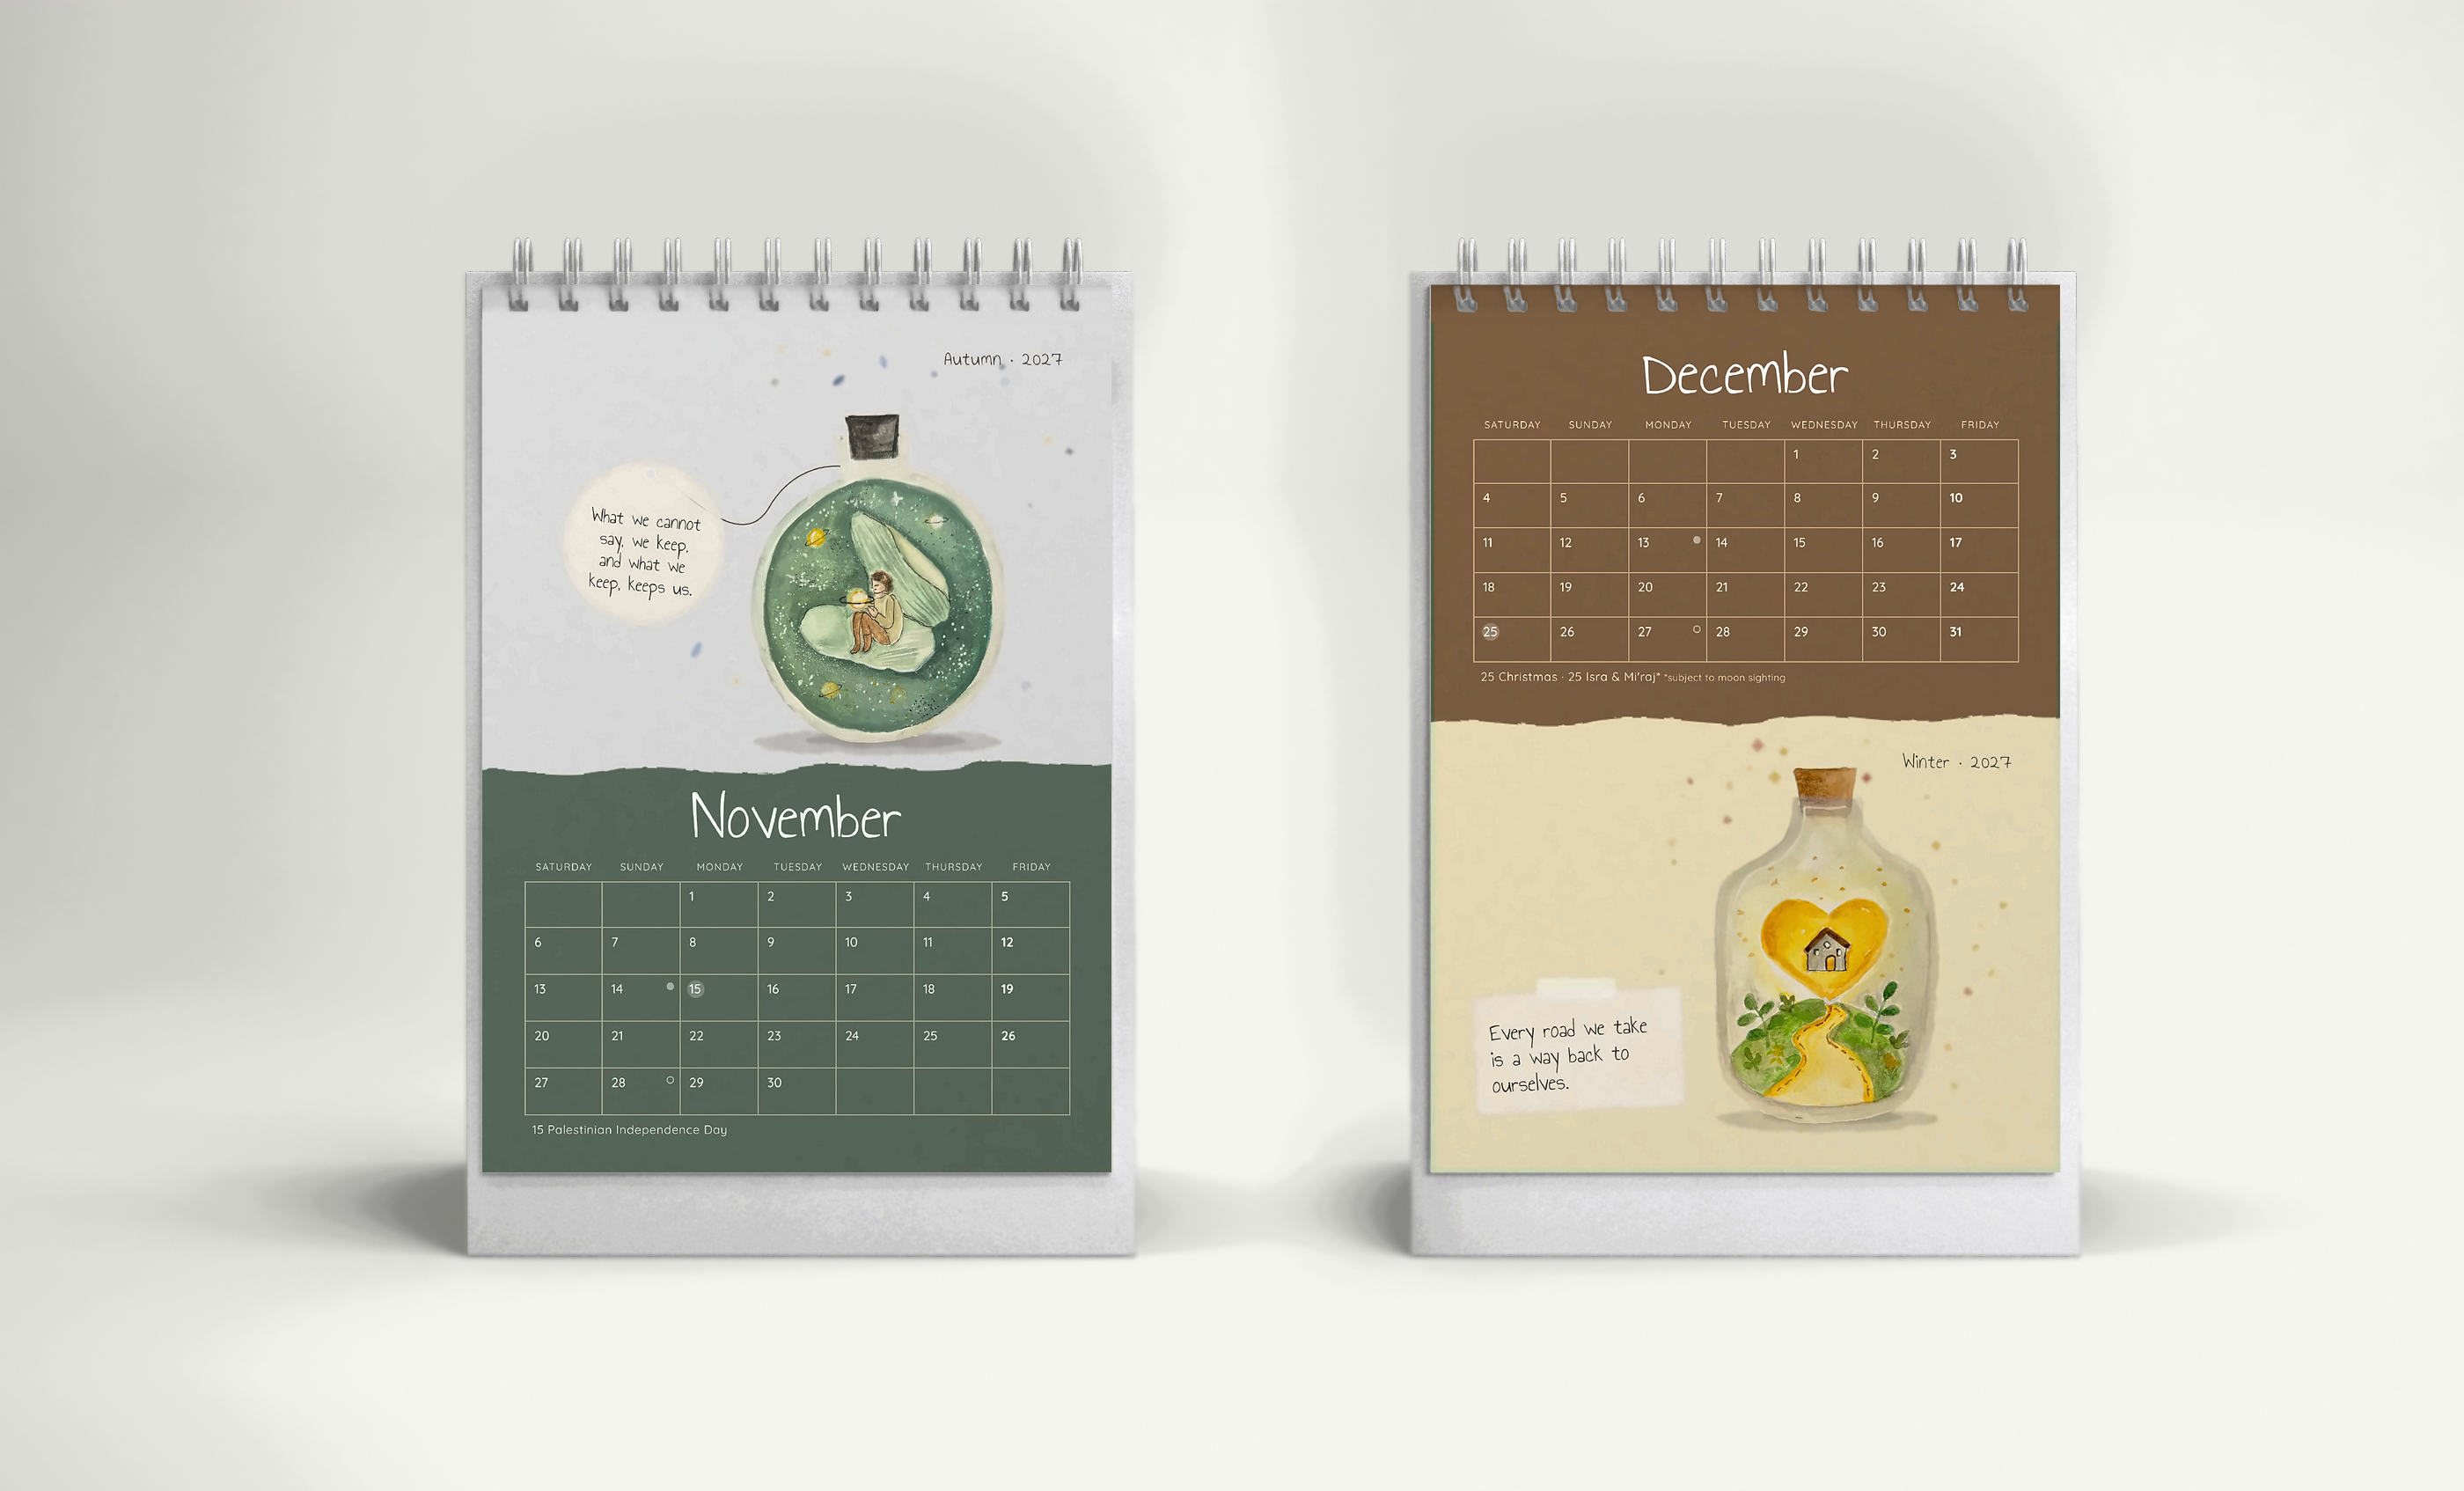 Autumn · 2027
What we cannot
say, we keep,
and what we
keep, keeps us.
November
SATURDAY SUNDAY MONDAY TUESDAY WEDNESDAY THURSDAY FRIDAY
1 2 3 4 5
6 7 8 9 10 11 12
13 14 15 16 17 18 19
20 21 22 23 24 25 26
27 28 29 30
15 Palestinian Independence Day
December
SATURDAY SUNDAY MONDAY TUESDAY WEDNESDAY THURSDAY FRIDAY
1 2 3
4 5 6 7 8 9 10
11 12 13 14 15 16 17
18 19 20 21 22 23 24
25 26 27 28 29 30 31
25 Christmas · 25 Isra & Mi'raj* *subject to moon sighting
Winter · 2027
Every road we take
is a way back to
ourselves.